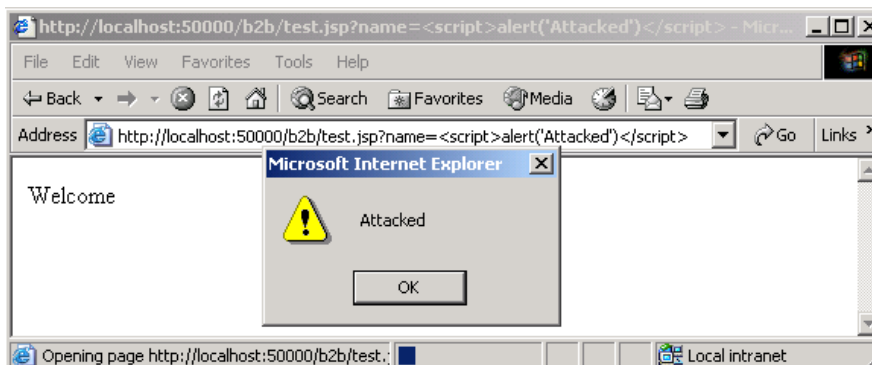 http://localhost:50000/b2b/test.jsp?name=<script>alert('Attacked')</script> - Micr...
File Edit View Favorites Tools Help
Back Search Favorites Media
Address http://localhost:50000/b2b/test.jsp?name=<script>alert('Attacked')</script> Go Links
Microsoft Internet Explorer
Welcome
Attacked
OK
Opening page http://localhost:50000/b2b/test. Local intranet